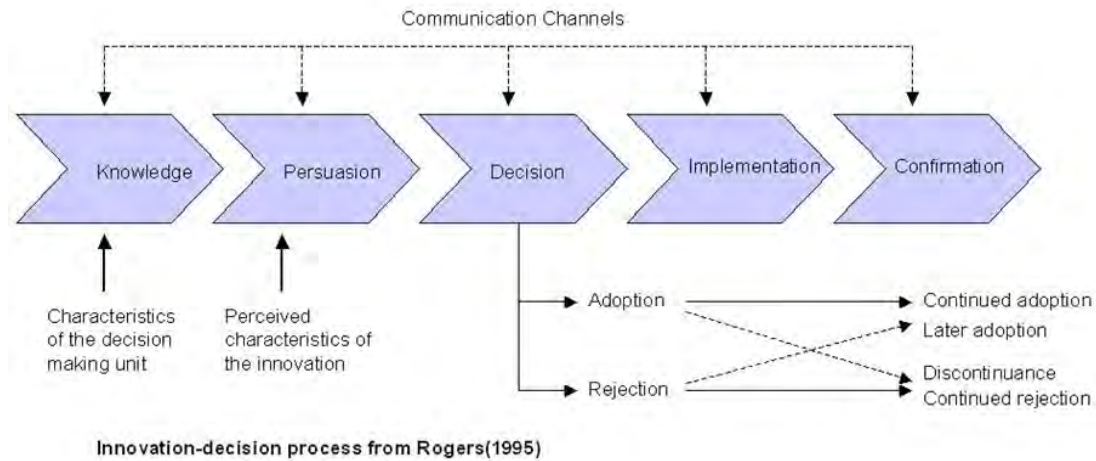 Communication Channels
Knowledge
Persuasion
Decision
Implementation
Confirmation
Characteristics
of the decision
making unit
Perceived
characteristics of
the innovation
Adoption
Rejection
Continued adoption
Later adoption
Discontinuance
Continued rejection
Innovation-decision process from Rogers(1995)